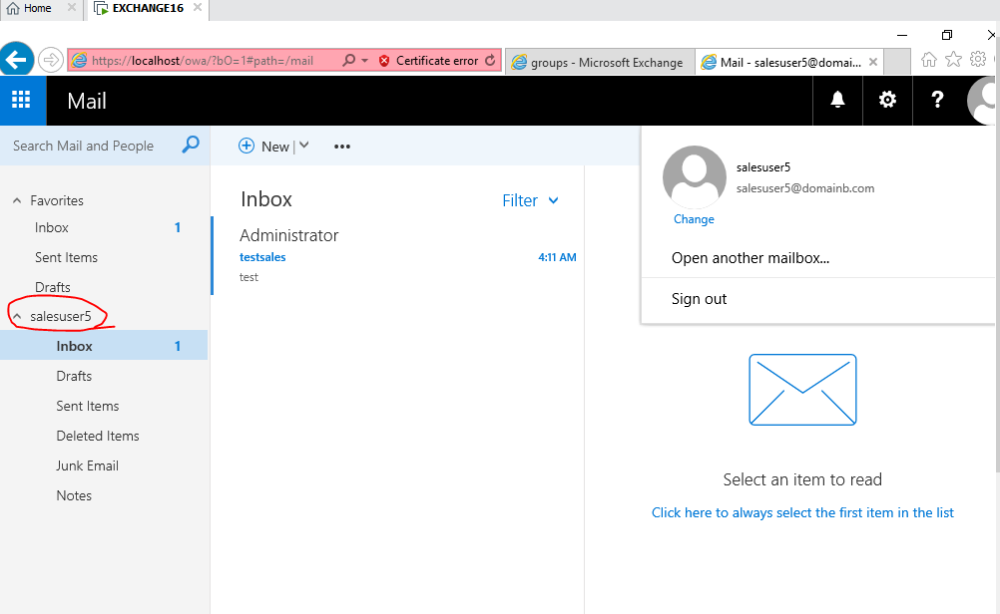 Home
EXCHANGE16
https://localhost/owa/?bO=1#path=/mail
Certificate error
groups - Microsoft Exchange
Mail - salesuser5@domai...
Mail
Search Mail and People
New
Favorites
Inbox 1
Sent Items
Drafts
salesuser5
Inbox 1
Drafts
Sent Items
Deleted Items
Junk Email
Notes
Inbox
Filter
Administrator
testsales 4:11 AM
test
salesuser5
salesuser5@domainb.com
Change
Open another mailbox...
Sign out
Select an item to read
Click here to always select the first item in the list